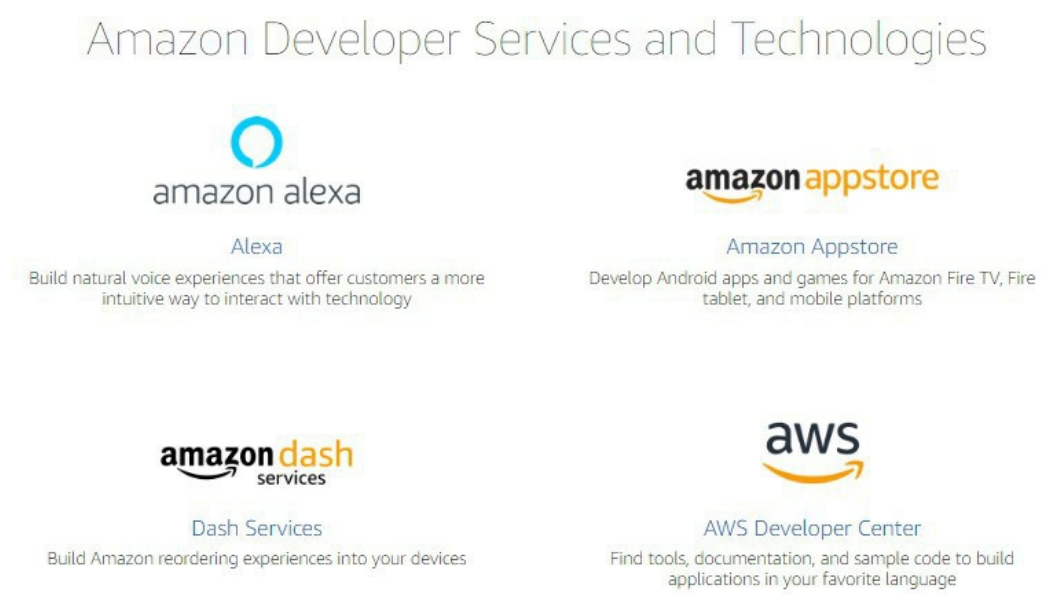 Amazon Developer Services and Technologies
amazon alexa
Alexa
Build natural voice experiences that offer customers a more
intuitive way to interact with technology
amazon appstore
Amazon Appstore
Develop Android apps and games for Amazon Fire TV, Fire
tablet, and mobile platforms
amazon dash
services
Dash Services
Build Amazon reordering experiences into your devices
aws
AWS Developer Center
Find tools, documentation, and sample code to build
applications in your favorite language